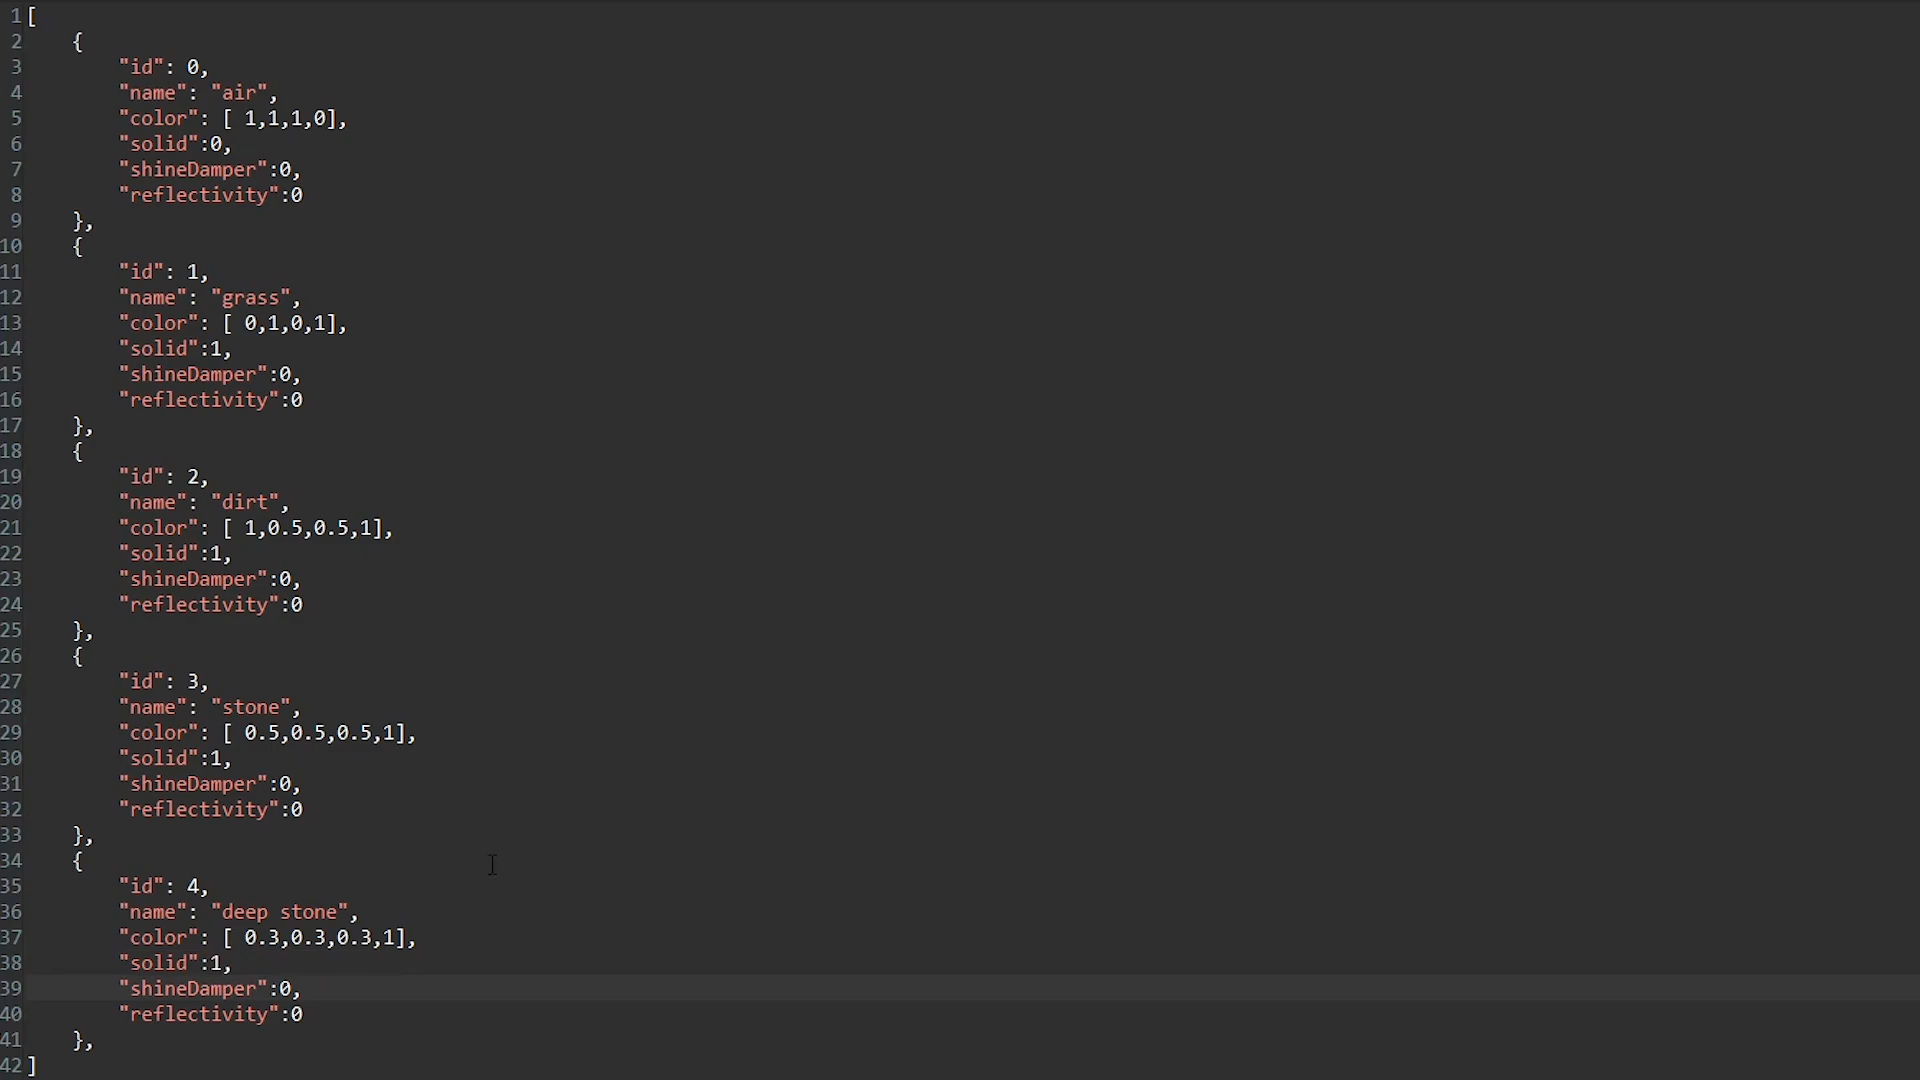 1 [
2     {
3         "id": 0,
4         "name": "air",
5         "color": [ 1,1,1,0],
6         "solid":0,
7         "shineDamper":0,
8         "reflectivity":0
9     },
10     {
11         "id": 1,
12         "name": "grass",
13         "color": [ 0,1,0,1],
14         "solid":1,
15         "shineDamper":0,
16         "reflectivity":0
17     },
18     {
19         "id": 2,
20         "name": "dirt",
21         "color": [ 1,0.5,0.5,1],
22         "solid":1,
23         "shineDamper":0,
24         "reflectivity":0
25     },
26     {
27         "id": 3,
28         "name": "stone",
29         "color": [ 0.5,0.5,0.5,1],
30         "solid":1,
31         "shineDamper":0,
32         "reflectivity":0
33     },
34     {
35         "id": 4,
36         "name": "deep stone",
37         "color": [ 0.3,0.3,0.3,1],
38         "solid":1,
39         "shineDamper":0,
40         "reflectivity":0
41     },
42 ]